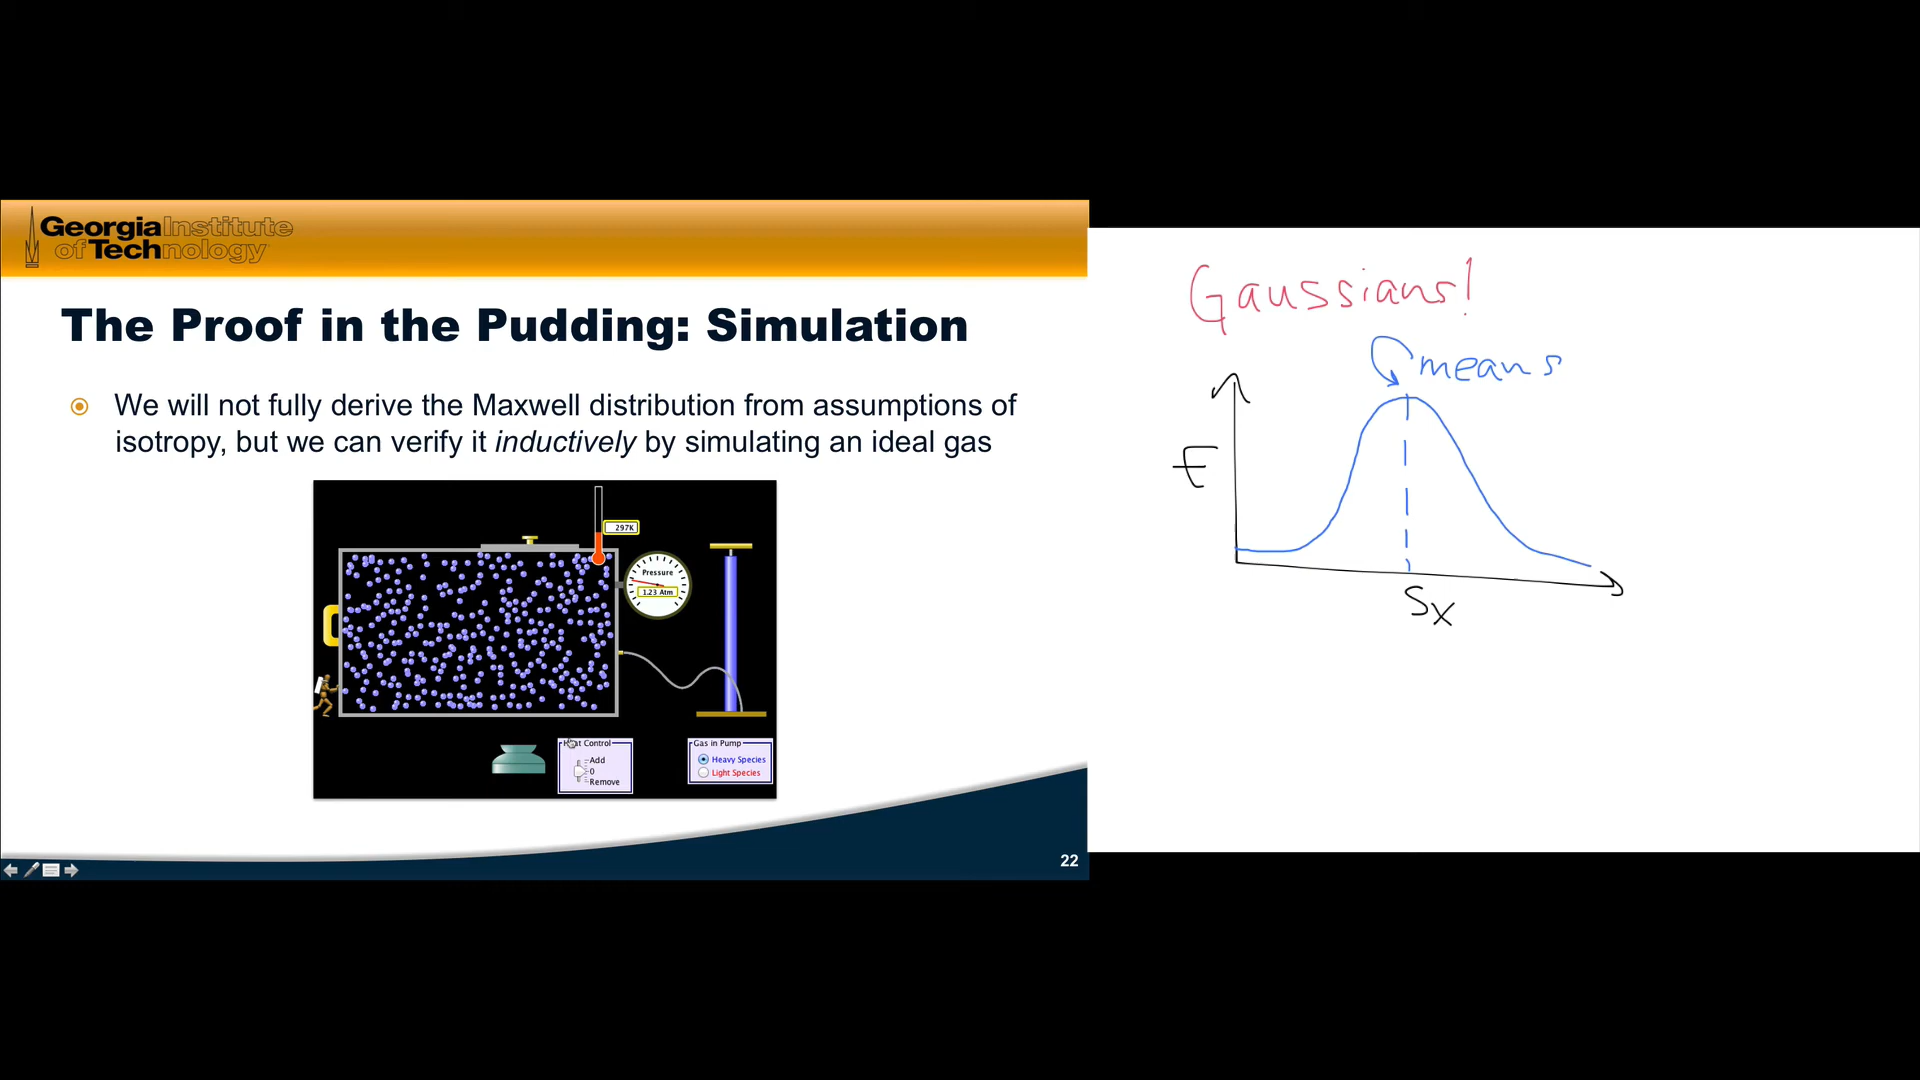 Georgia Institute
of Technology
The Proof in the Pudding: Simulation
We will not fully derive the Maxwell distribution from assumptions of
isotropy, but we can verify it inductively by simulating an ideal gas
297K
Pressure
1.23 Atm
Heat Control
Add
0
Remove
Gas in Pump
Heavy Species
Light Species
22
Gaussians!
means
Sx